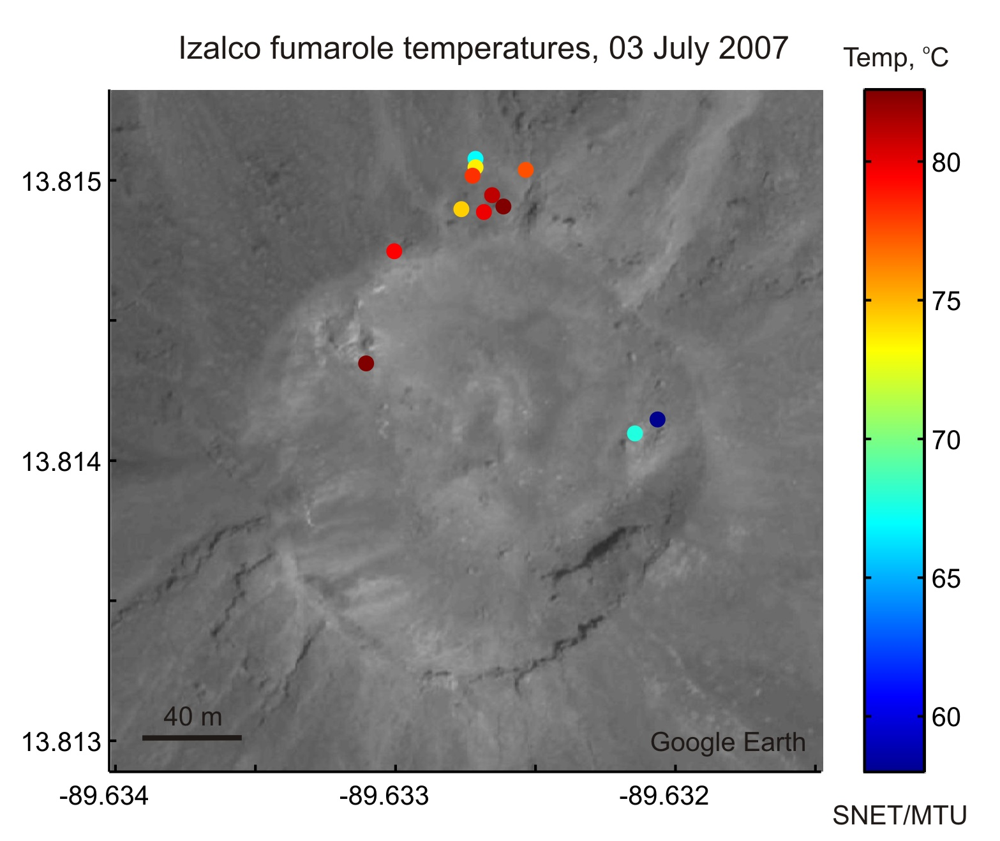 Izalco fumarole temperatures, 03 July 2007
Temp, °C
13.815
13.814
13.813
-89.634
-89.633
-89.632
40 m
Google Earth
80
75
70
65
60
SNET/MTU